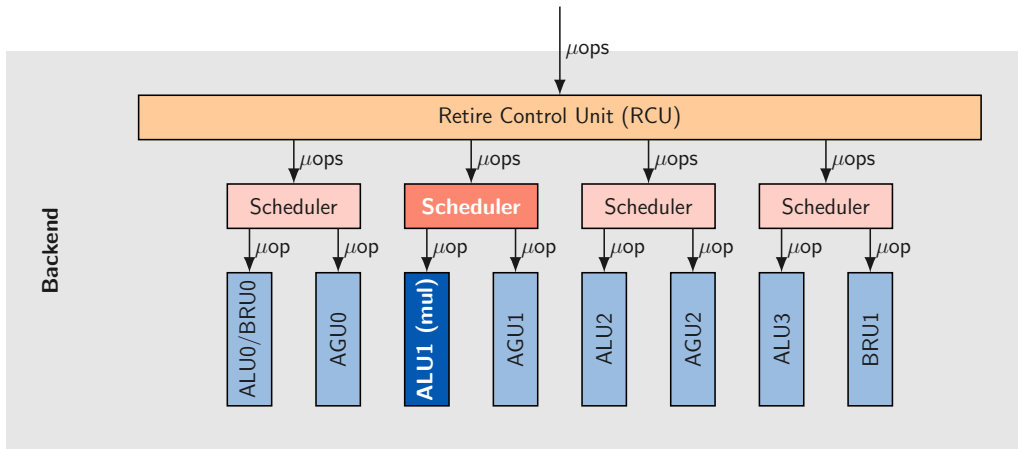 μops
Retire Control Unit (RCU)
μops
μops
μops
μops
Scheduler
Scheduler
Scheduler
Scheduler
μop
μop
μop
μop
μop
μop
μop
Backend
ALU0/BRU0
AGU0
ALU1 (mul)
AGU1
ALU2
AGU2
ALU3
BRU1